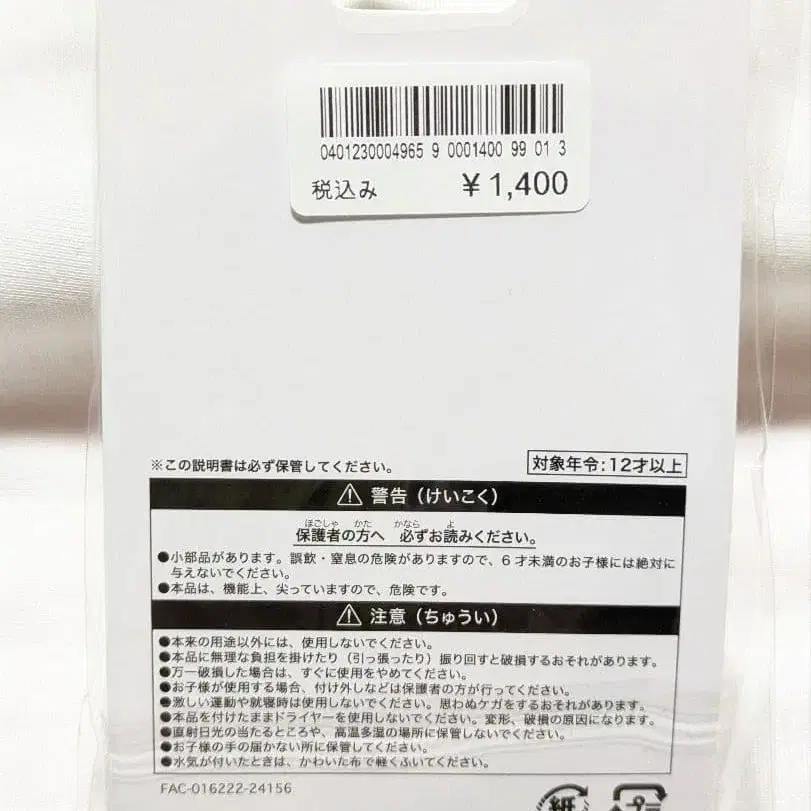 0401230004965 9 0001400 99 01 3
税込み ¥1,400
※この説明書は必ず保管してください。
対象年令:12才以上
警告(けいこく)
ほごしゃ かた かなら よ
保護者の方へ 必ずお読みください。
●小部品があります。誤飲・窒息の危険がありますので、6才未満のお子様には絶対に
与えないでください。
●本品は、機能上、尖っていますので、危険です。
注意(ちゅうい)
●本来の用途以外には、使用しないでください。
●本品に無理な負担を掛けたり(引っ張ったり)振り回すと破損するおそれがあります。
●万一破損した場合は、すぐに使用をやめてください。
●お子様が使用する場合、付け外しなどは保護者の方が行ってください。
●激しい運動や就寝時は使用しないでください。思わぬケガをするおそれがあります。
●本品を付けたままドライヤーを使用しないでください。変形、破損の原因になります。
●直射日光の当たるところや、高温多湿の場所に保管しないでください。
●お子様の手の届かない所に保管してください。
●水気が付いたときは、かわいた布で軽くふいてください。
FAC-016222-24156
紙 プラ